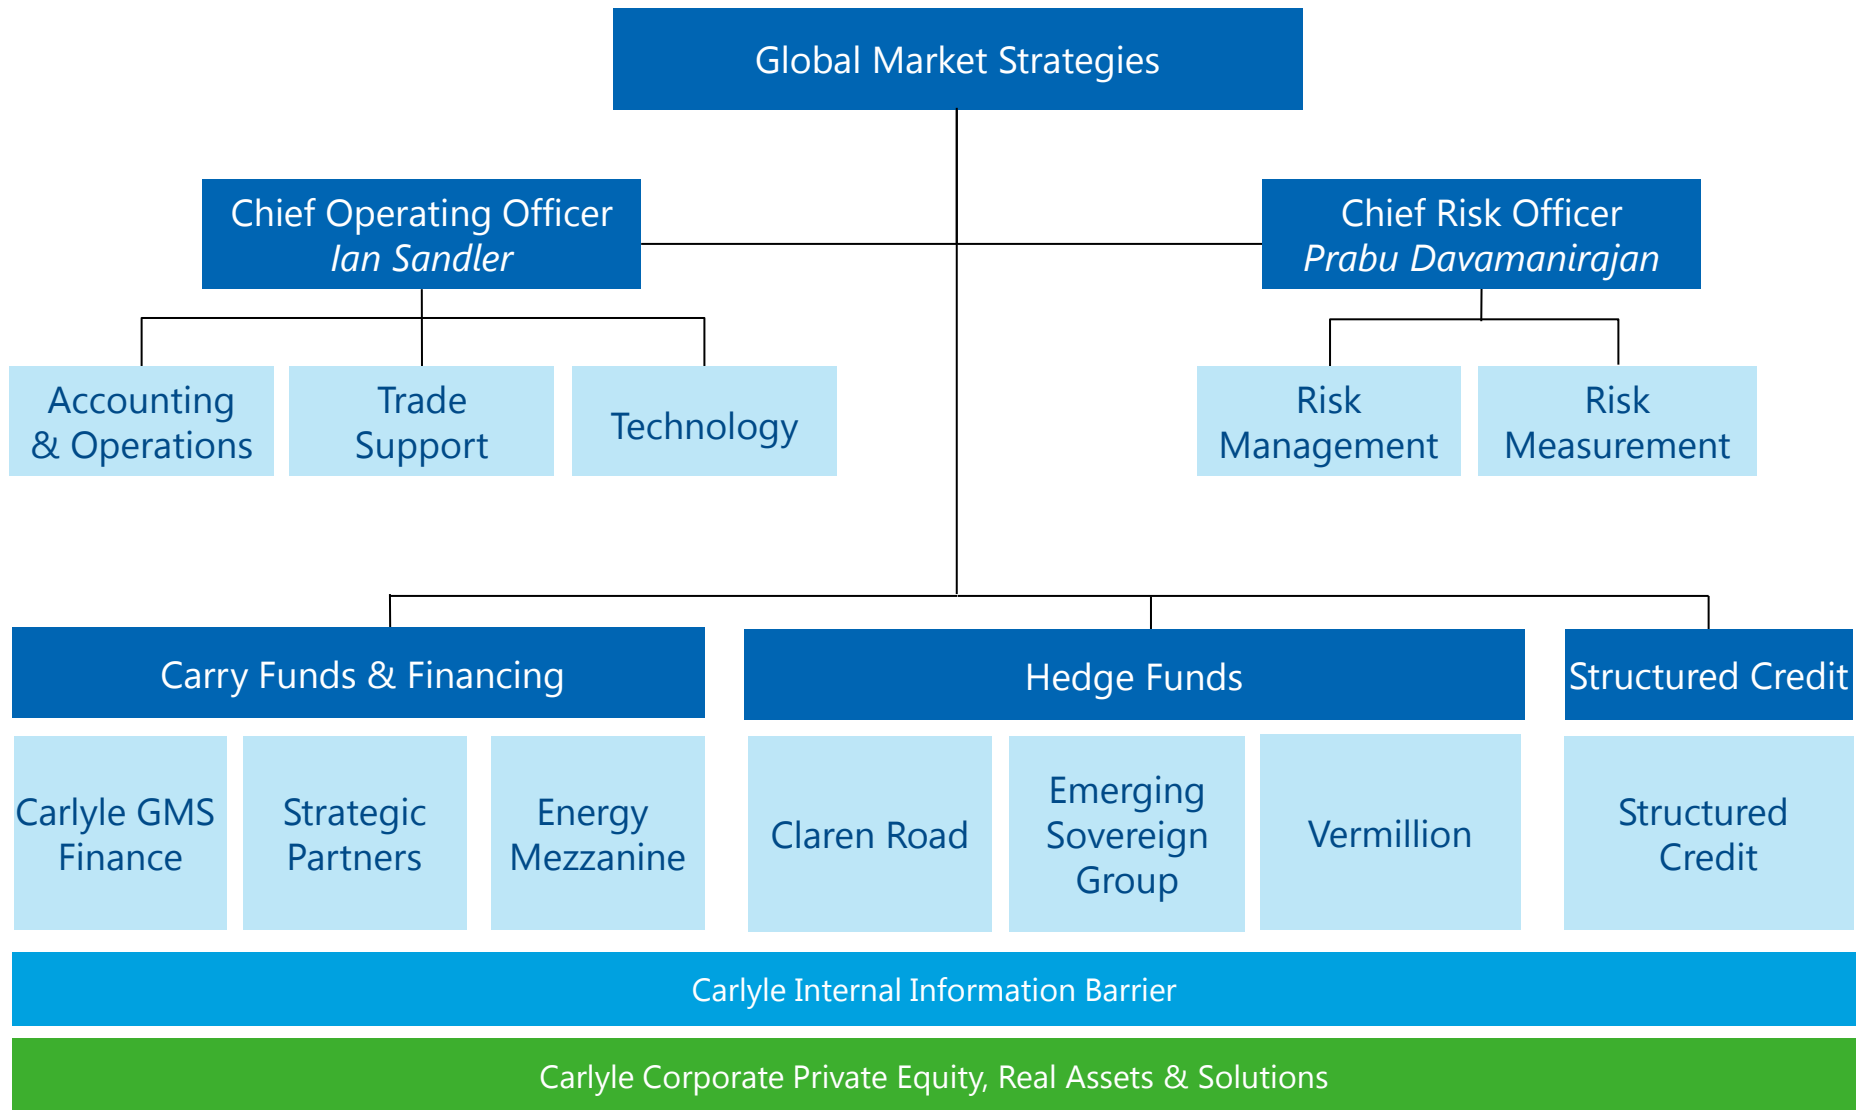 Global Market Strategies
Chief Operating Officer
Ian Sandler
Chief Risk Officer
Prabu Davamanirajan
Accounting
& Operations
Trade
Support
Technology
Risk
Management
Risk
Measurement
Carry Funds & Financing
Hedge Funds
Structured Credit
Carlyle GMS
Finance
Strategic
Partners
Energy
Mezzanine
Claren Road
Emerging
Sovereign
Group
Vermillion
Structured
Credit
Carlyle Internal Information Barrier
Carlyle Corporate Private Equity, Real Assets & Solutions